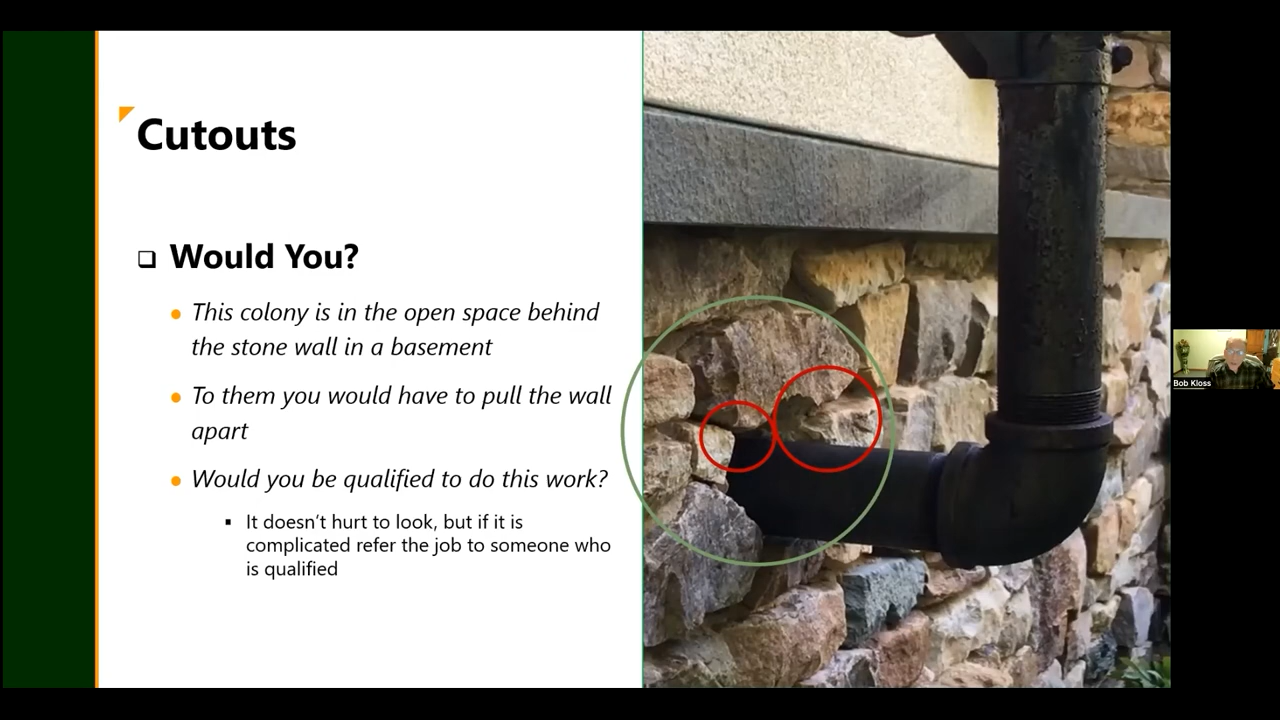 Cutouts
Would You?
This colony is in the open space behind
the stone wall in a basement
To them you would have to pull the wall
apart
Would you be qualified to do this work?
It doesn't hurt to look, but if it is
complicated refer the job to someone who
is qualified
Bob Kloss